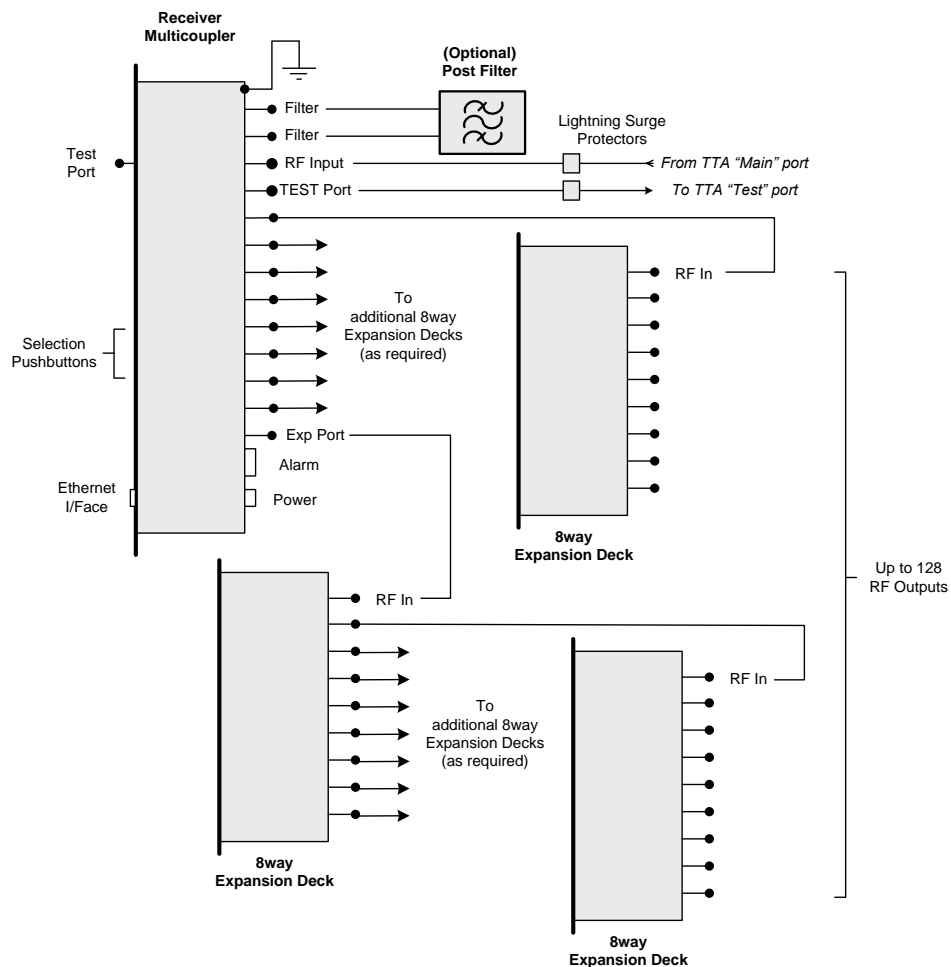 Receiver
Multicoupler
(Optional)
Post Filter
Filter
Filter
Lightning Surge
Protectors
Test
Port
RF Input
From TTA “Main” port
TEST Port
To TTA “Test” port
RF In
To
additional 8way
Expansion Decks
(as required)
Selection
Pushbuttons
Exp Port
Alarm
Ethernet
I/Face
Power
8way
Expansion Deck
Up to 128
RF Outputs
RF In
RF In
To
additional 8way
Expansion Decks
(as required)
8way
Expansion Deck
8way
Expansion Deck